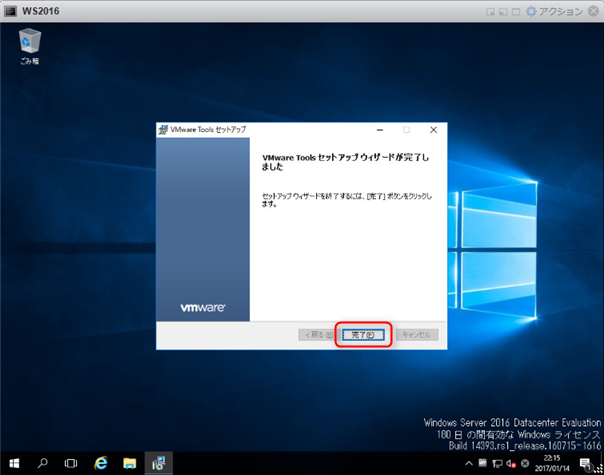 WS2016
アクション
ごみ箱
VMware Tools セットアップ
VMware Tools セットアップ ウィザードが完了し
ました
セットアップ ウィザードを終了するには、[完了] ボタンをクリックし
ます。
vmware
< 戻る(B)
完了(F)
キャンセル
Windows Server 2016 Datacenter Evaluation
180 日 の間有効な Windows ライセンス
Build 14393.rs1_release.160715-1616
22:15
2017/01/14